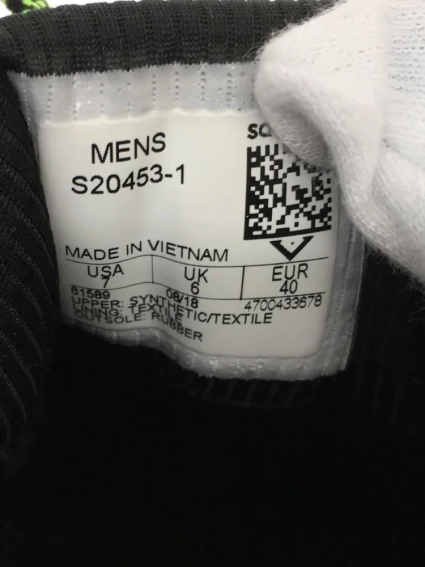 MENS
S20453-1
MADE IN VIETNAM
USA UK EUR
7 6 40
61589 08/18 4700433678
UPPER: SYNTHETIC/TEXTILE
LINING: TEXTILE
OUTSOLE: RUBBER